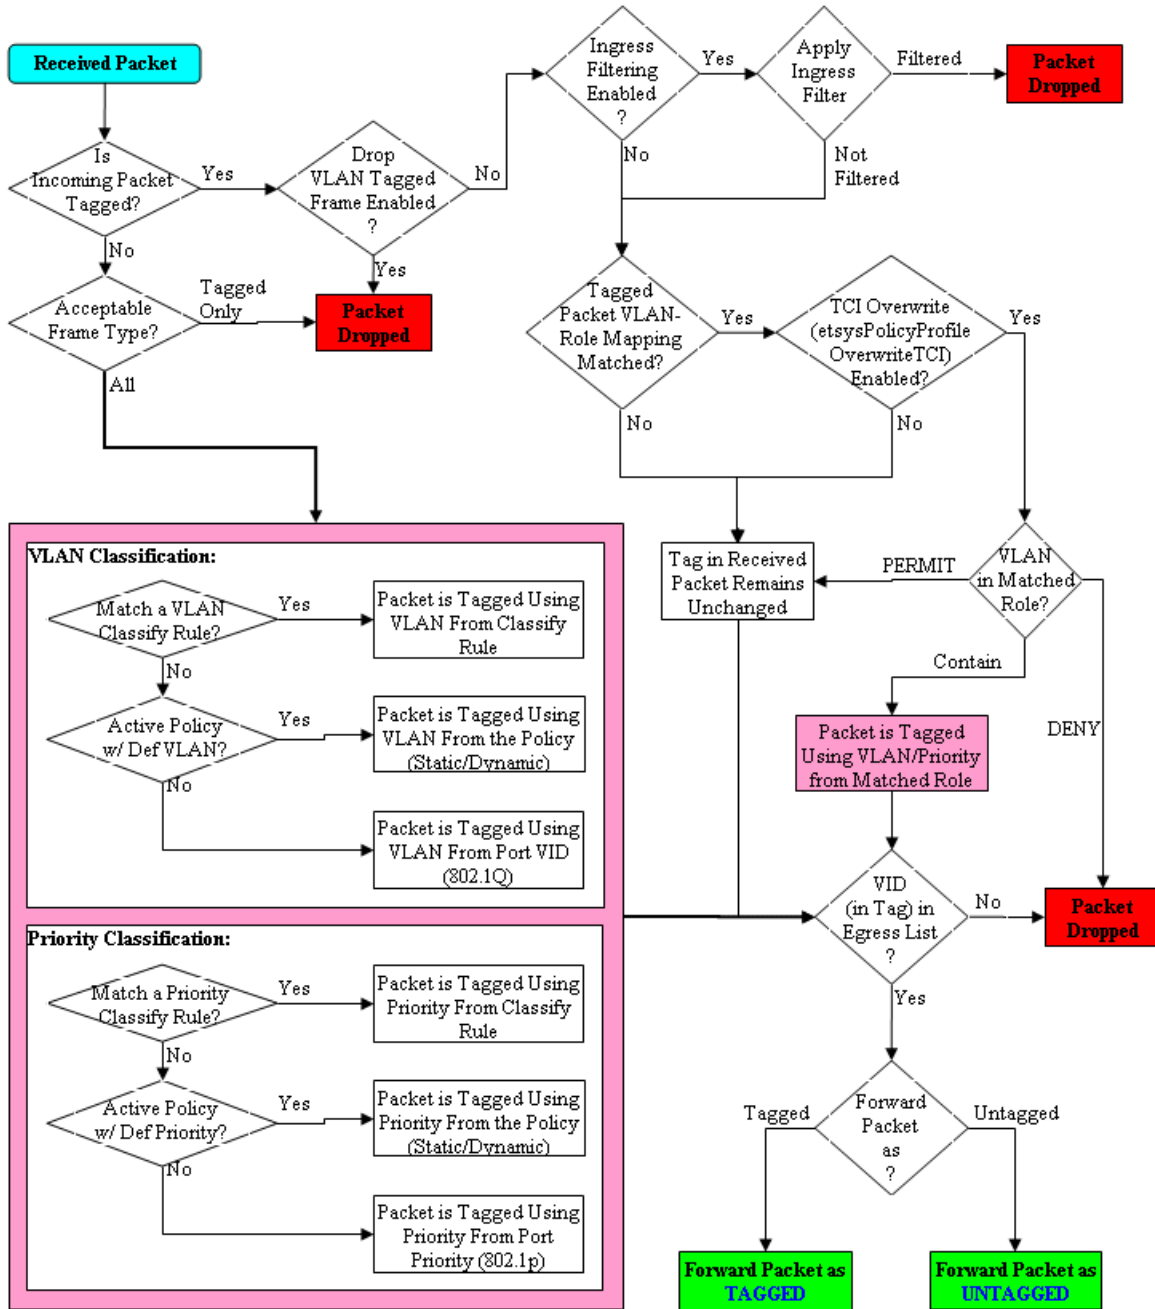 Received Packet
Is
Incoming Packet
Tagged?
Yes
No
Drop
VLAN Tagged
Frame Enabled
?
No
Yes
Ingress
Filtering
Enabled
?
Yes
No
Apply
Ingress
Filter
Filtered
Not
Filtered
Packet
Dropped
Acceptable
Frame Type?
Tagged
Only
All
Packet
Dropped
Tagged
Packet VLAN-
Role Mapping
Matched?
Yes
No
TCI Overwrite
(etsysPolicyProfile
OverwriteTCI)
Enabled?
Yes
No
Tag in Received
Packet Remains
Unchanged
PERMIT
VLAN
in Matched
Role?
Contain
DENY
Packet is Tagged
Using VLAN/Priority
from Matched Role
VLAN Classification:
Match a VLAN
Classify Rule?
Yes
No
Packet is Tagged Using
VLAN From Classify
Rule
Active Policy
w/ Def VLAN?
Yes
No
Packet is Tagged Using
VLAN From the Policy
(Static/Dynamic)
Packet is Tagged Using
VLAN From Port VID
(802.1Q)
VID
(in Tag) in
Egress List
?
No
Yes
Packet
Dropped
Priority Classification:
Match a Priority
Classify Rule?
Yes
No
Packet is Tagged Using
Priority From Classify
Rule
Active Policy
w/ Def Priority?
Yes
No
Packet is Tagged Using
Priority From the Policy
(Static/Dynamic)
Packet is Tagged Using
Priority From Port
Priority (802.1p)
Forward
Packet
as
?
Tagged
Untagged
Forward Packet as
TAGGED
Forward Packet as
UNTAGGED